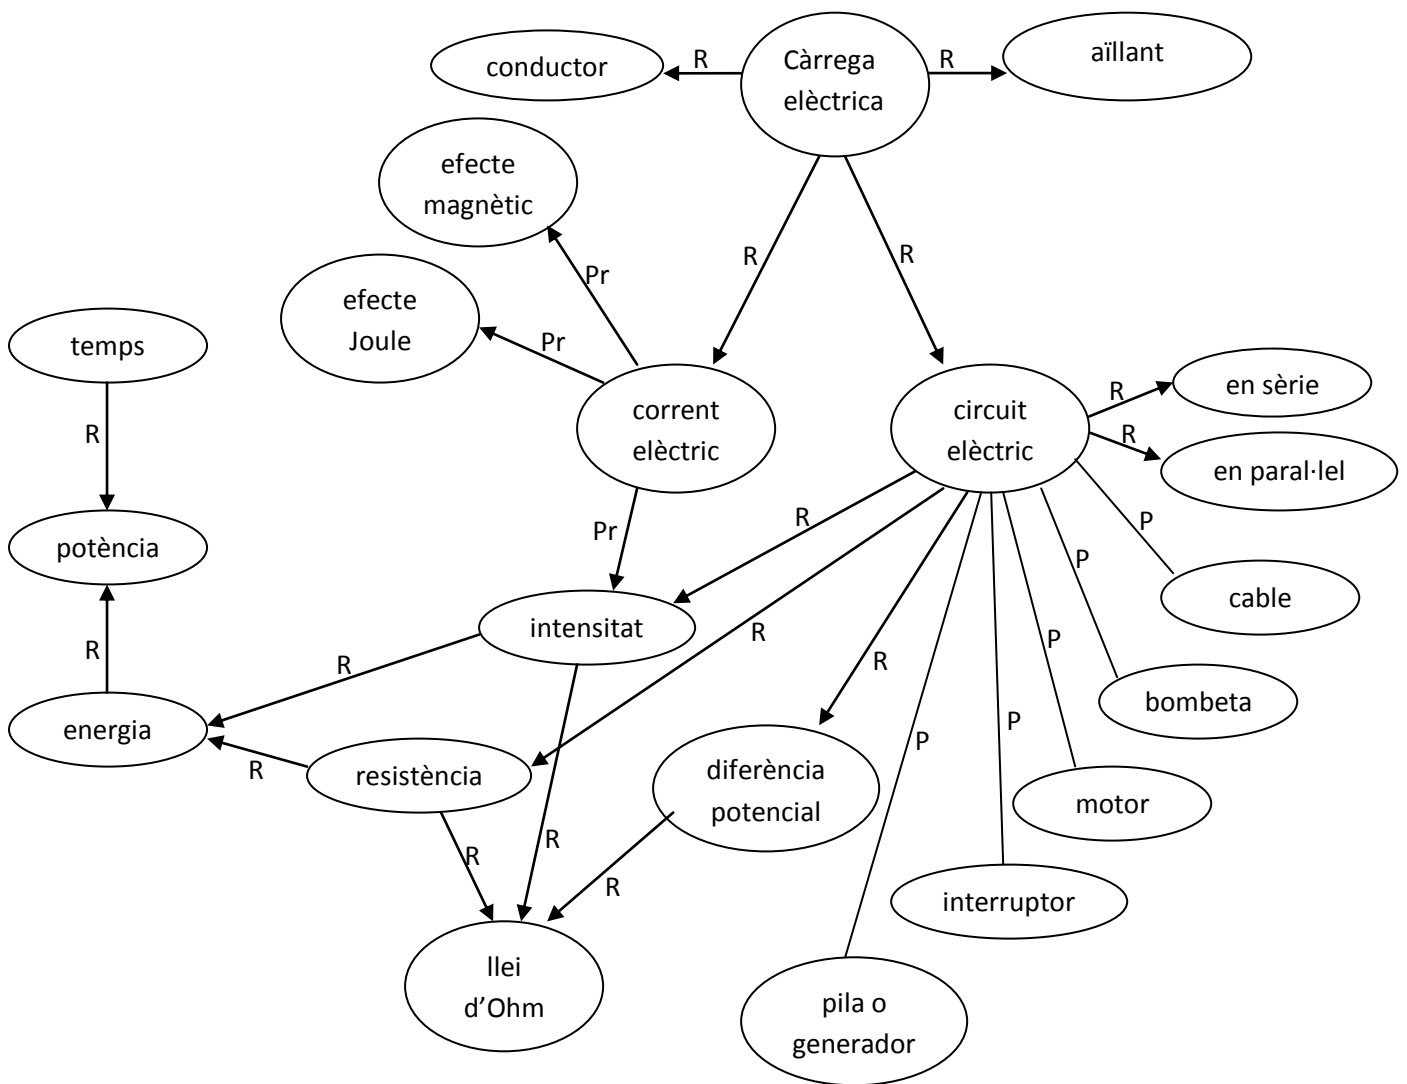 conductor
R
Càrrega
elèctrica
R
aïllant
efecte
magnètic
R
R
Pr
efecte
Joule
Pr
temps
R
corrent
elèctric
circuit
elèctric
R
en sèrie
R
en paral·lel
potència
Pr
R
P
cable
P
R
intensitat
R
R
P
R
energia
R
resistència
diferència
potencial
P
P
bombeta
motor
R
R
R
interruptor
llei
d’Ohm
pila o
generador